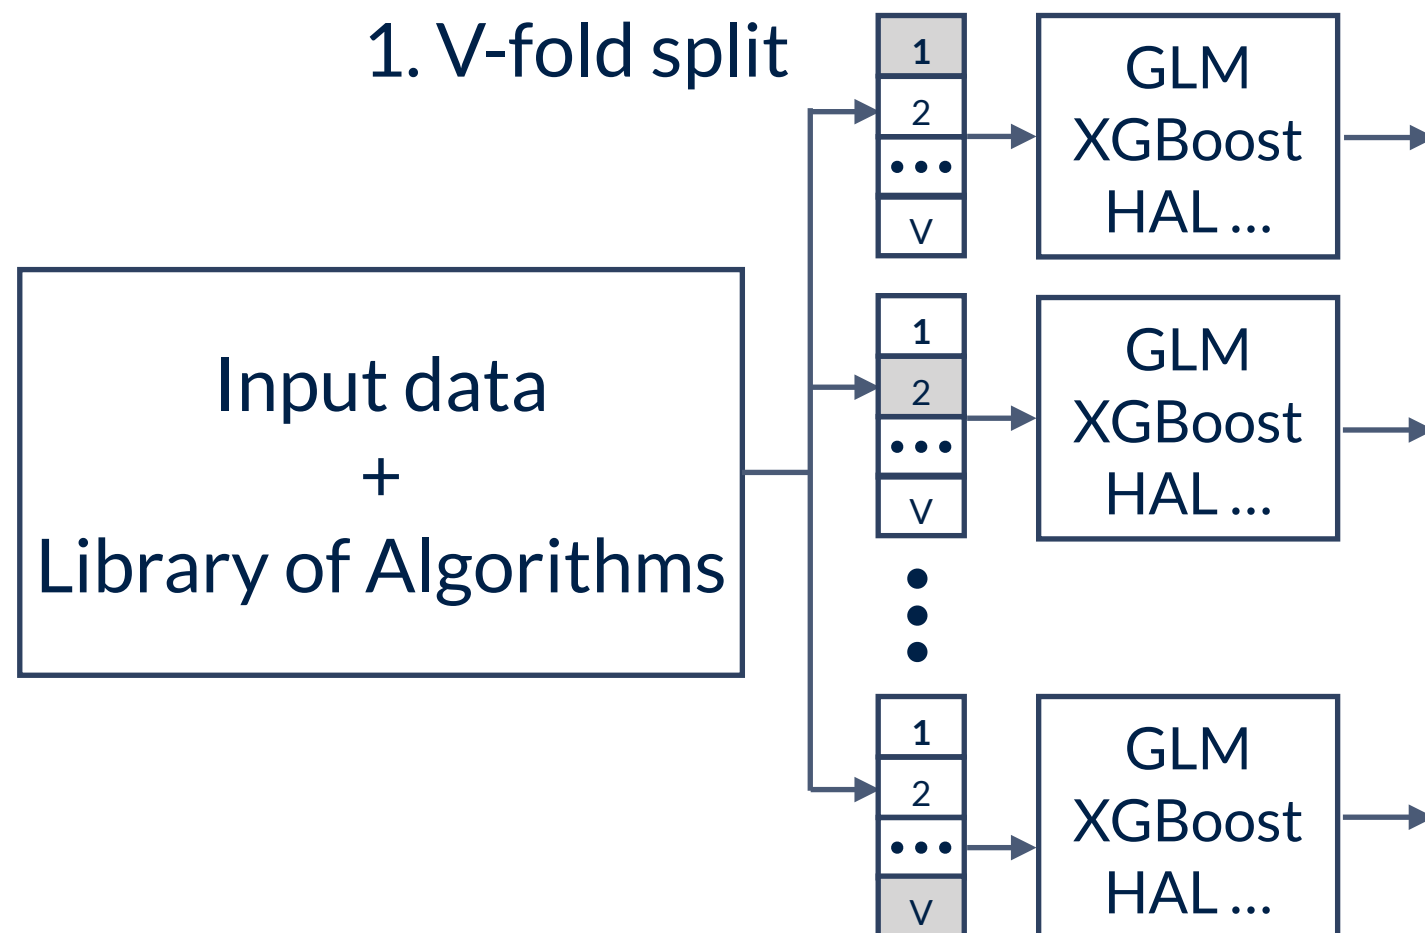 1. V-fold split
Input data
+
Library of Algorithms
1
2
•••
V
GLM
XGBoost
HAL ...
1
2
•••
V
GLM
XGBoost
HAL ...
1
2
•••
V
GLM
XGBoost
HAL ...